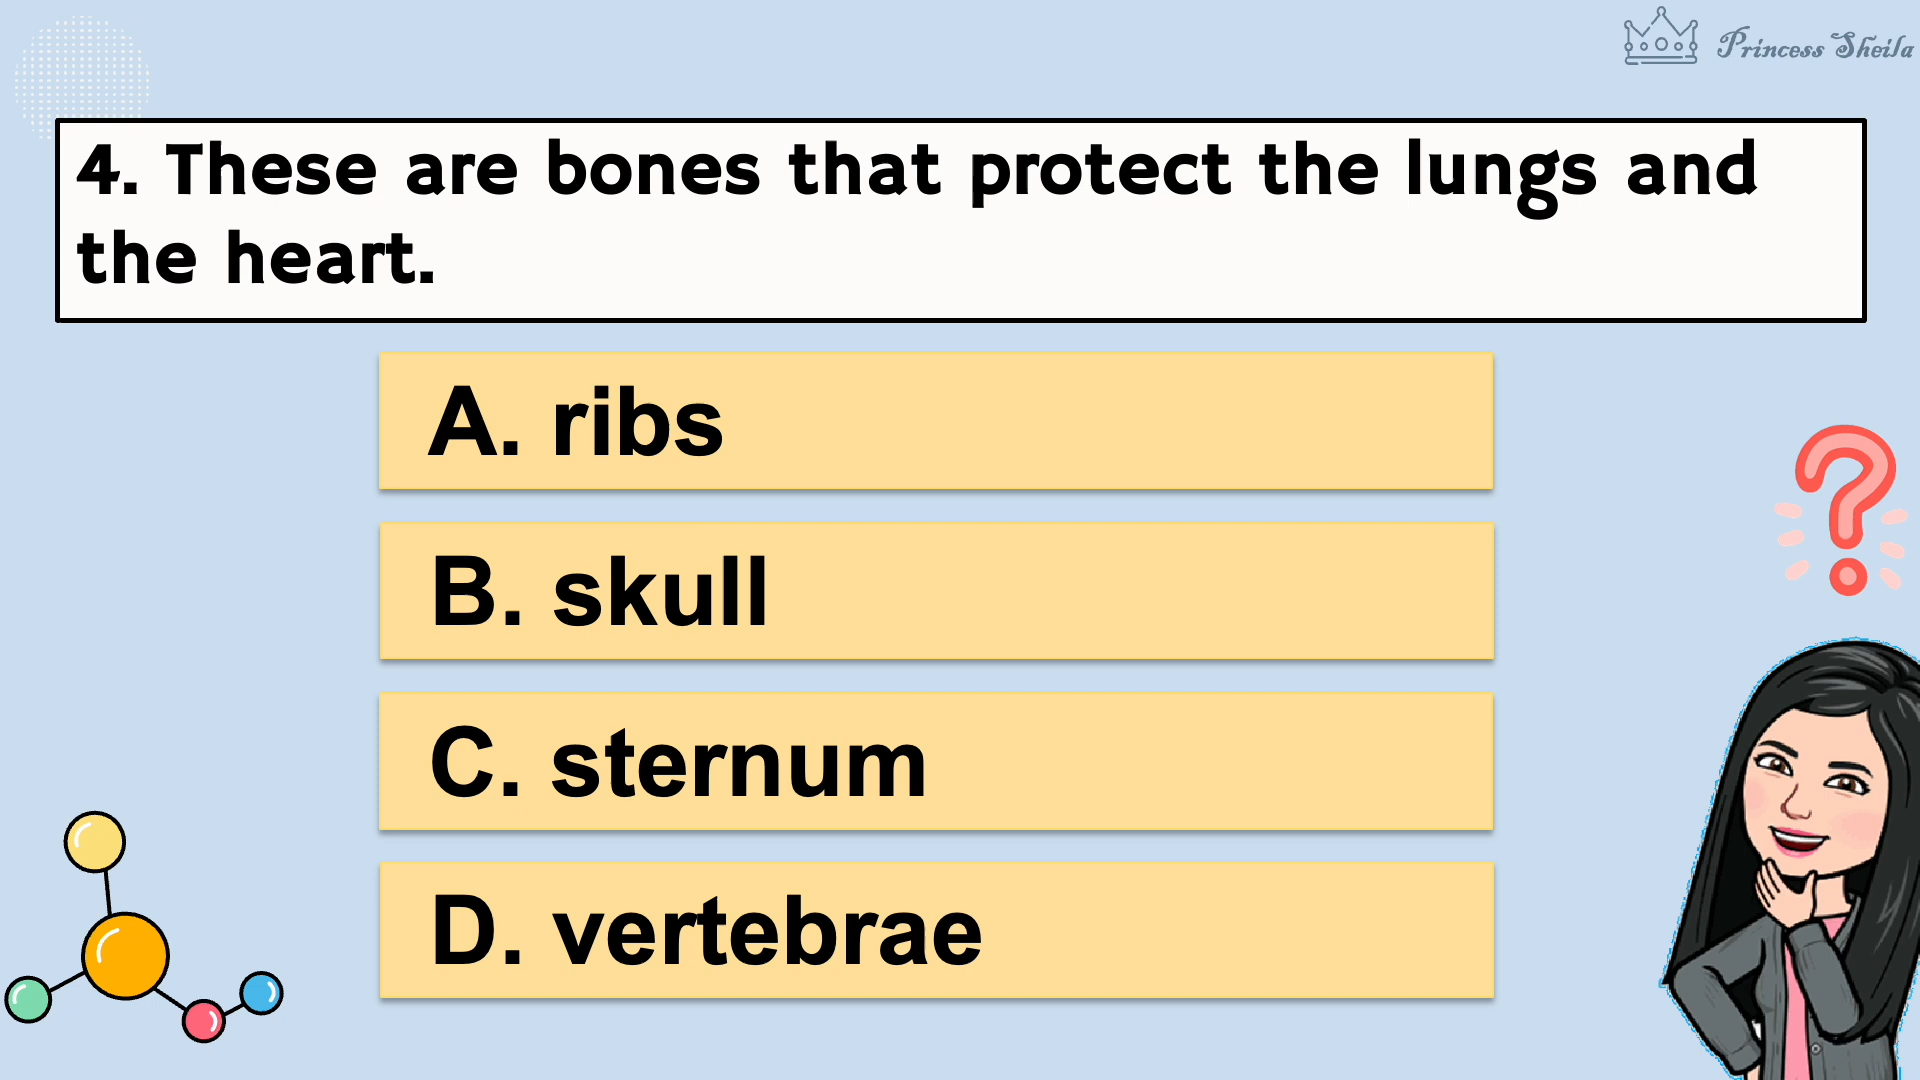 Princess Sheila
4. These are bones that protect the lungs and
the heart.
A. ribs
B. skull
C. sternum
D. vertebrae